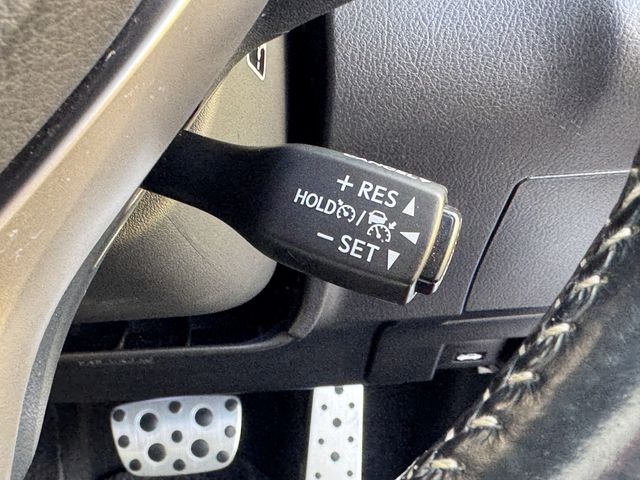 + RES ▲
HOLD / ◀
− SET ▼